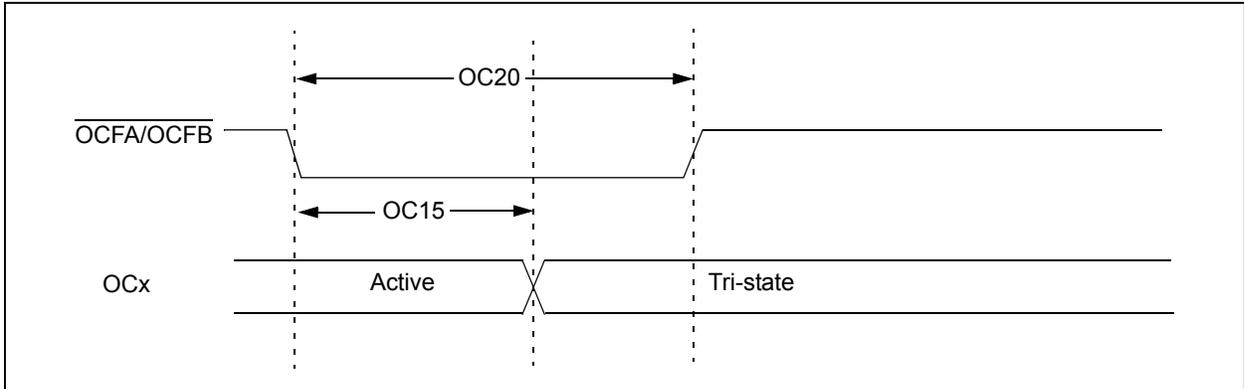 OC20
OCFA/OCFB
OC15
OCx
Active
Tri-state